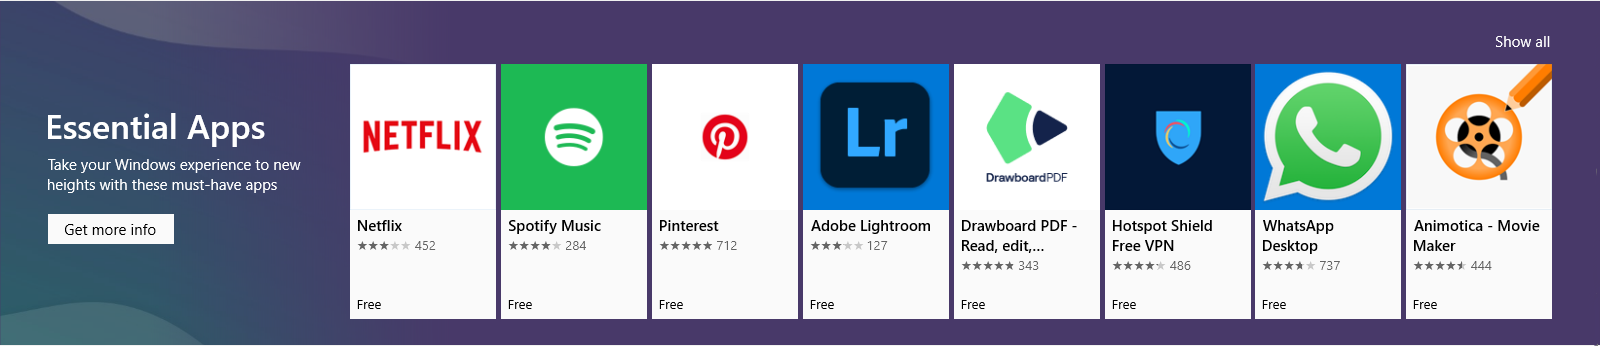 Show all
Essential Apps
Take your Windows experience to new
heights with these must-have apps
Get more info
NETFLIX
Netflix
452
Free
Spotify Music
284
Free
Pinterest
712
Free
Lr
Adobe Lightroom
127
Free
DrawboardPDF
Drawboard PDF -
Read, edit,...
343
Free
Hotspot Shield
Free VPN
486
Free
WhatsApp
Desktop
737
Free
Animotica - Movie
Maker
444
Free